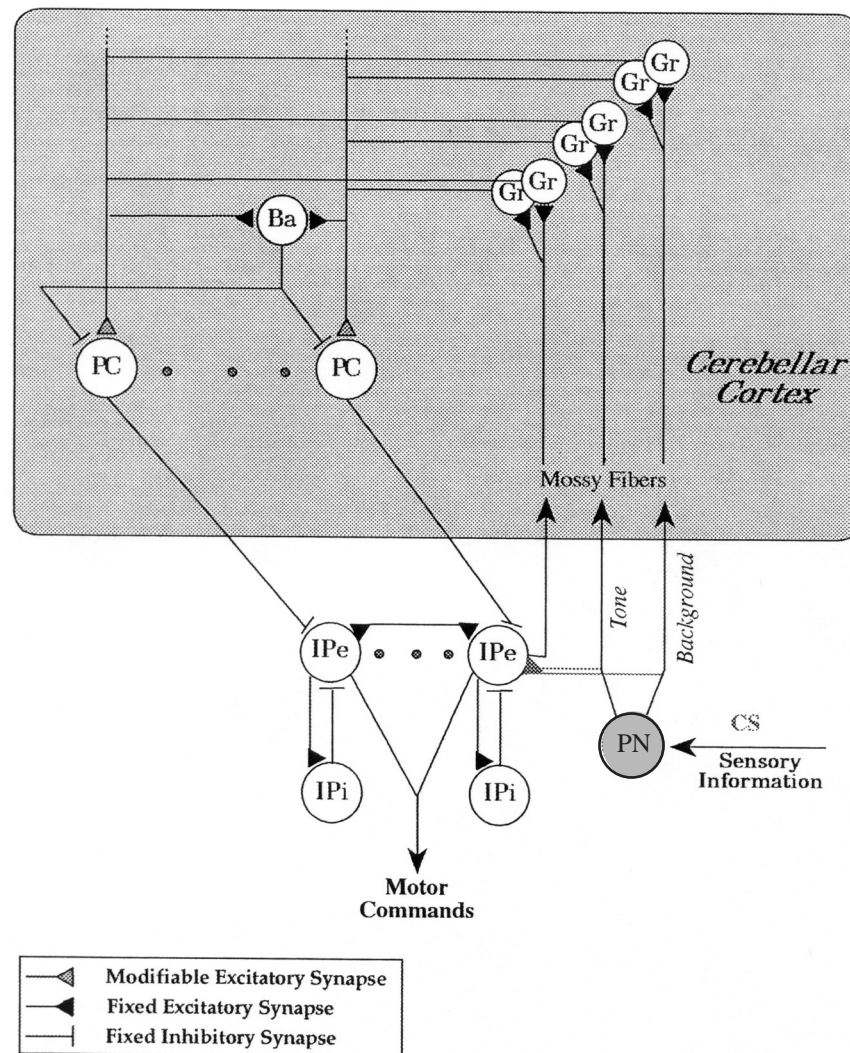 Gr
Gr
Gr
Gr
Gr
Gr
Ba
PC
PC
Cerebellar
Cortex
Mossy Fibers
Tone
Background
IPe
IPe
PN
CS
Sensory
Information
IPi
IPi
Motor
Commands
Modifiable Excitatory Synapse
Fixed Excitatory Synapse
Fixed Inhibitory Synapse